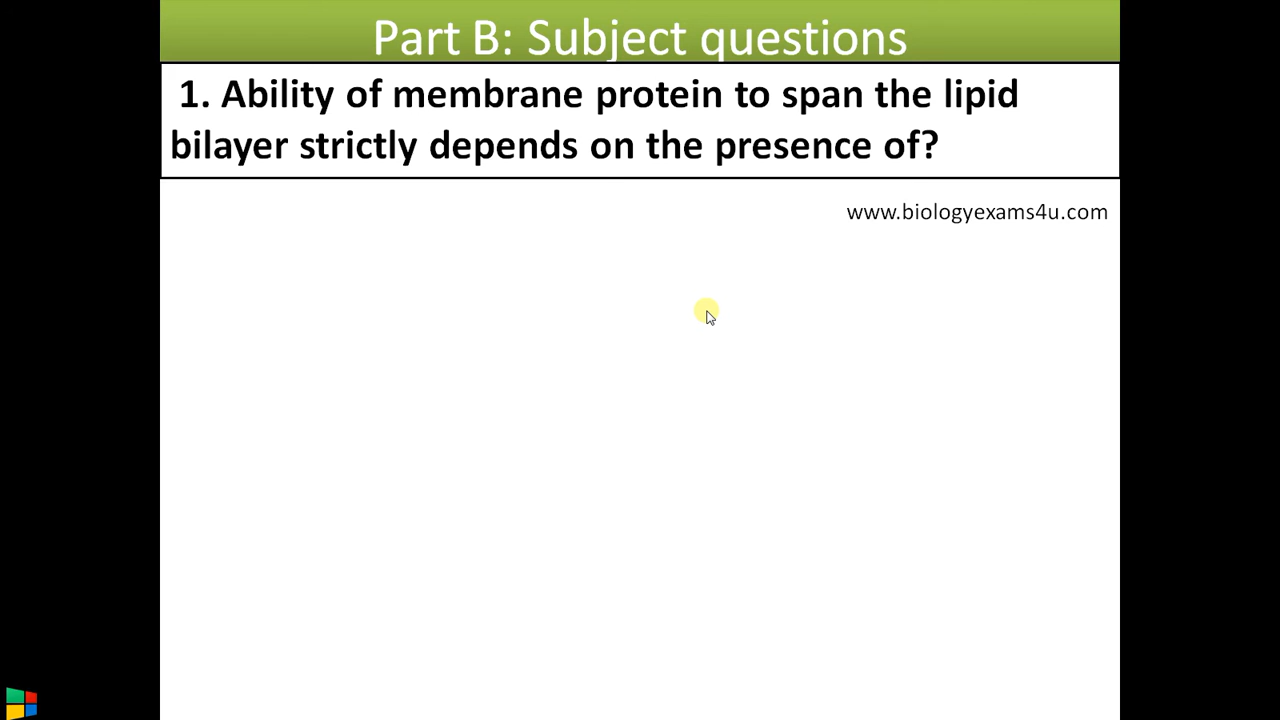 Part B: Subject questions
1. Ability of membrane protein to span the lipid
bilayer strictly depends on the presence of?
www.biologyexams4u.com